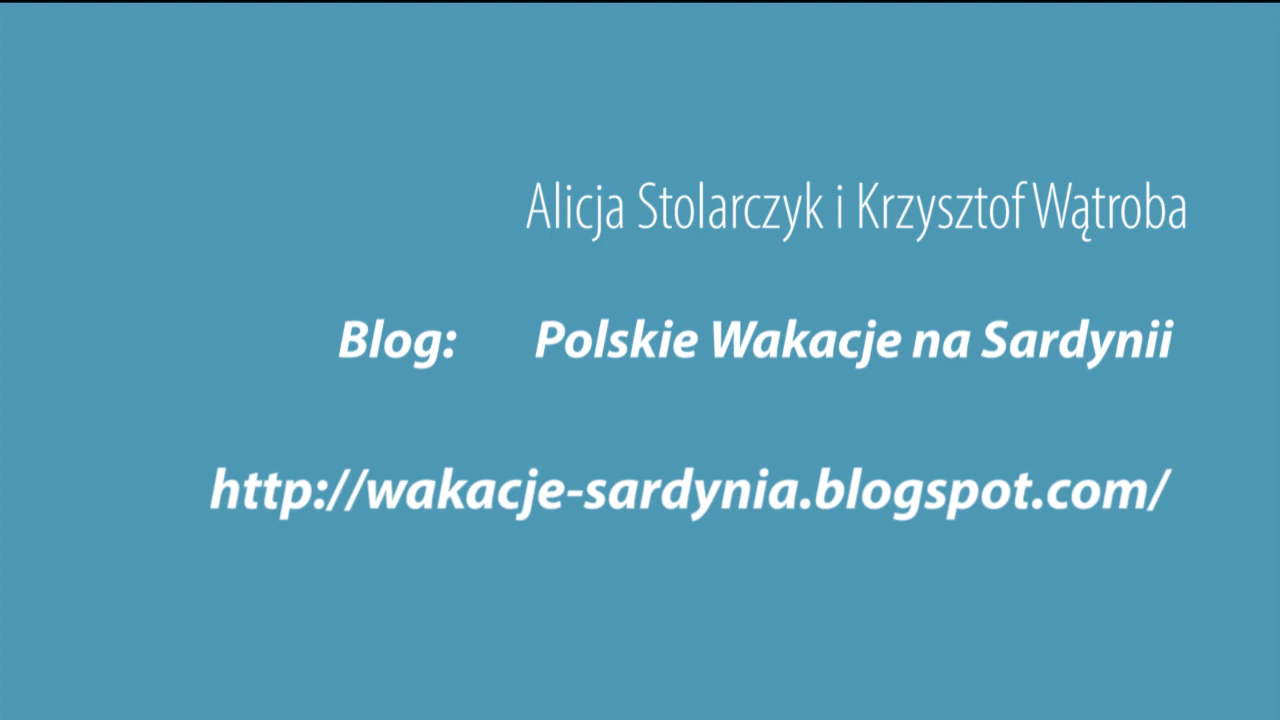 Alicja Stolarczyk i Krzysztof Wątroba
Blog: Polskie Wakacje na Sardynii
http://wakacje-sardynia.blogspot.com/